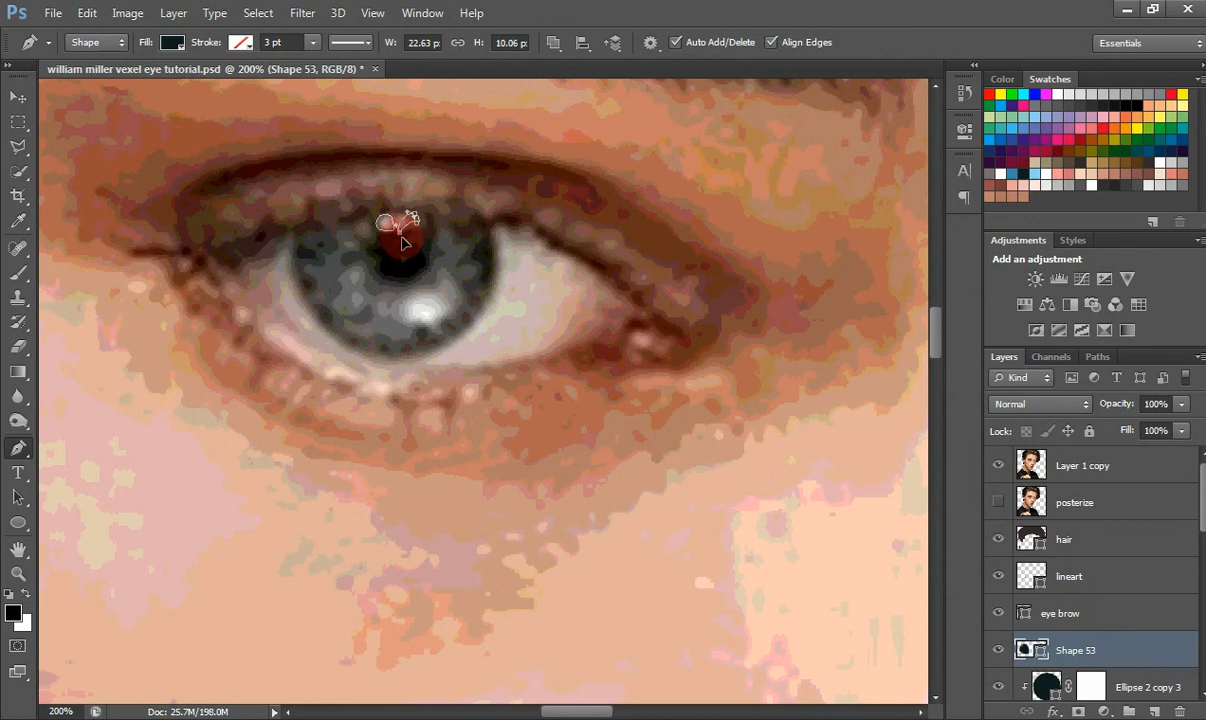 Ps File Edit Image Layer Type Select Filter 3D View Window Help
Shape Fill: Stroke: 3 pt W: 22.63 p: H: 10.06 p: Auto Add/Delete Align Edges Essentials
william miller vexel eye tutorial.psd @ 200% (Shape 53, RGB/8) * ×
Color Swatches
Adjustments Styles
Add an adjustment
Layers Channels Paths
Kind
Normal Opacity: 100%
Lock: Fill: 100%
Layer 1 copy
posterize
hair
lineart
eye brow
Shape 53
Ellipse 2 copy 3
200% Doc: 25.7M/198.0M